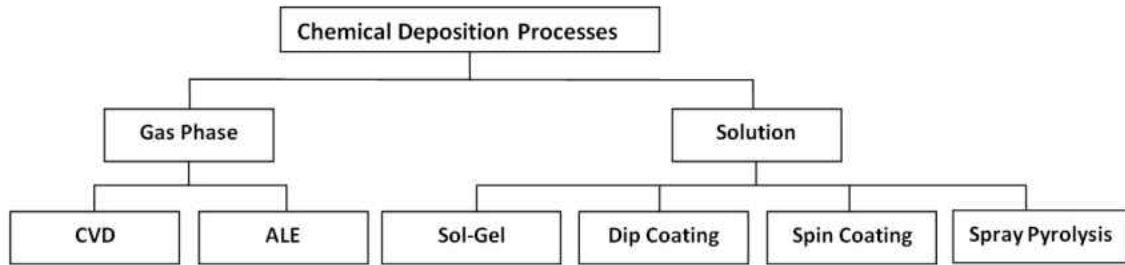 Chemical Deposition Processes
Gas Phase
Solution
CVD
ALE
Sol-Gel
Dip Coating
Spin Coating
Spray Pyrolysis